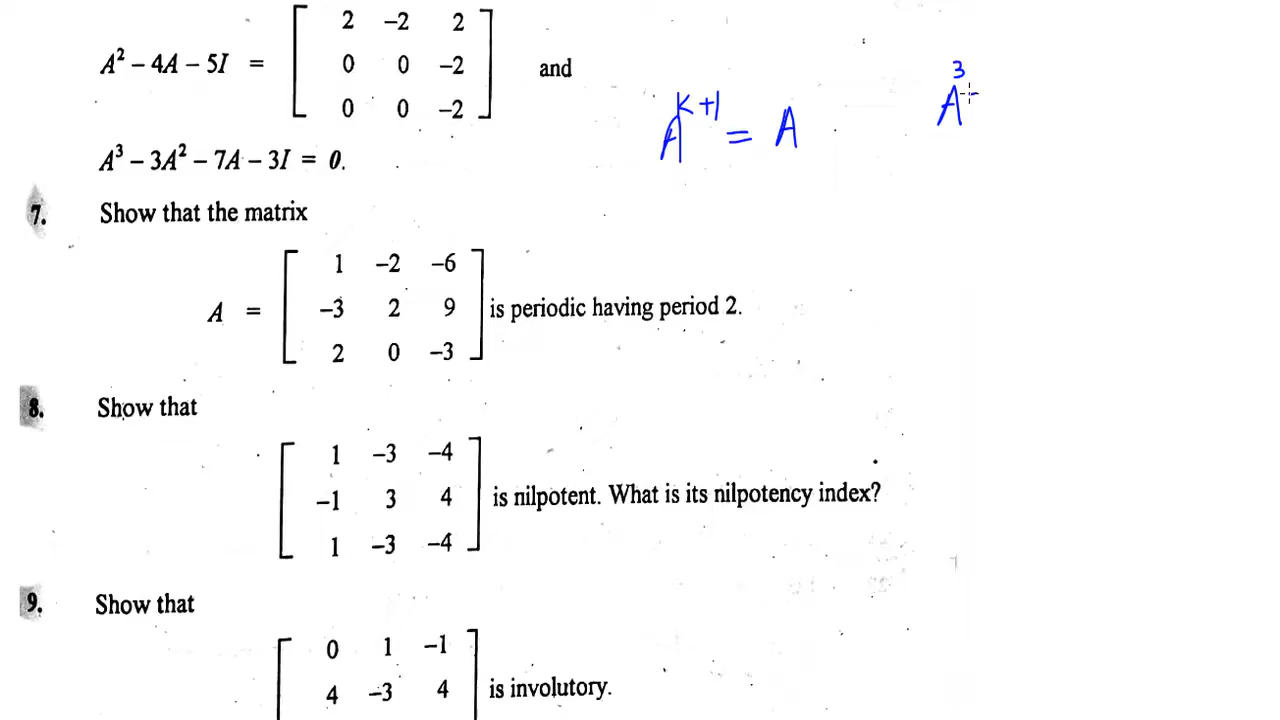 A² – 4A – 5I = [ 2 –2 2 ] and
0 0 –2
0 0 –2
A^{K+1} = A
A³
A³ – 3A² – 7A – 3I = 0.
7. Show that the matrix
A = [ 1 –2 –6
–3 2 9
2 0 –3 ] is periodic having period 2.
8. Show that
[ 1 –3 –4
–1 3 4
1 –3 –4 ] is nilpotent. What is its nilpotency index?
9. Show that
[ 0 1 –1
4 –3 4 ] is involutory.